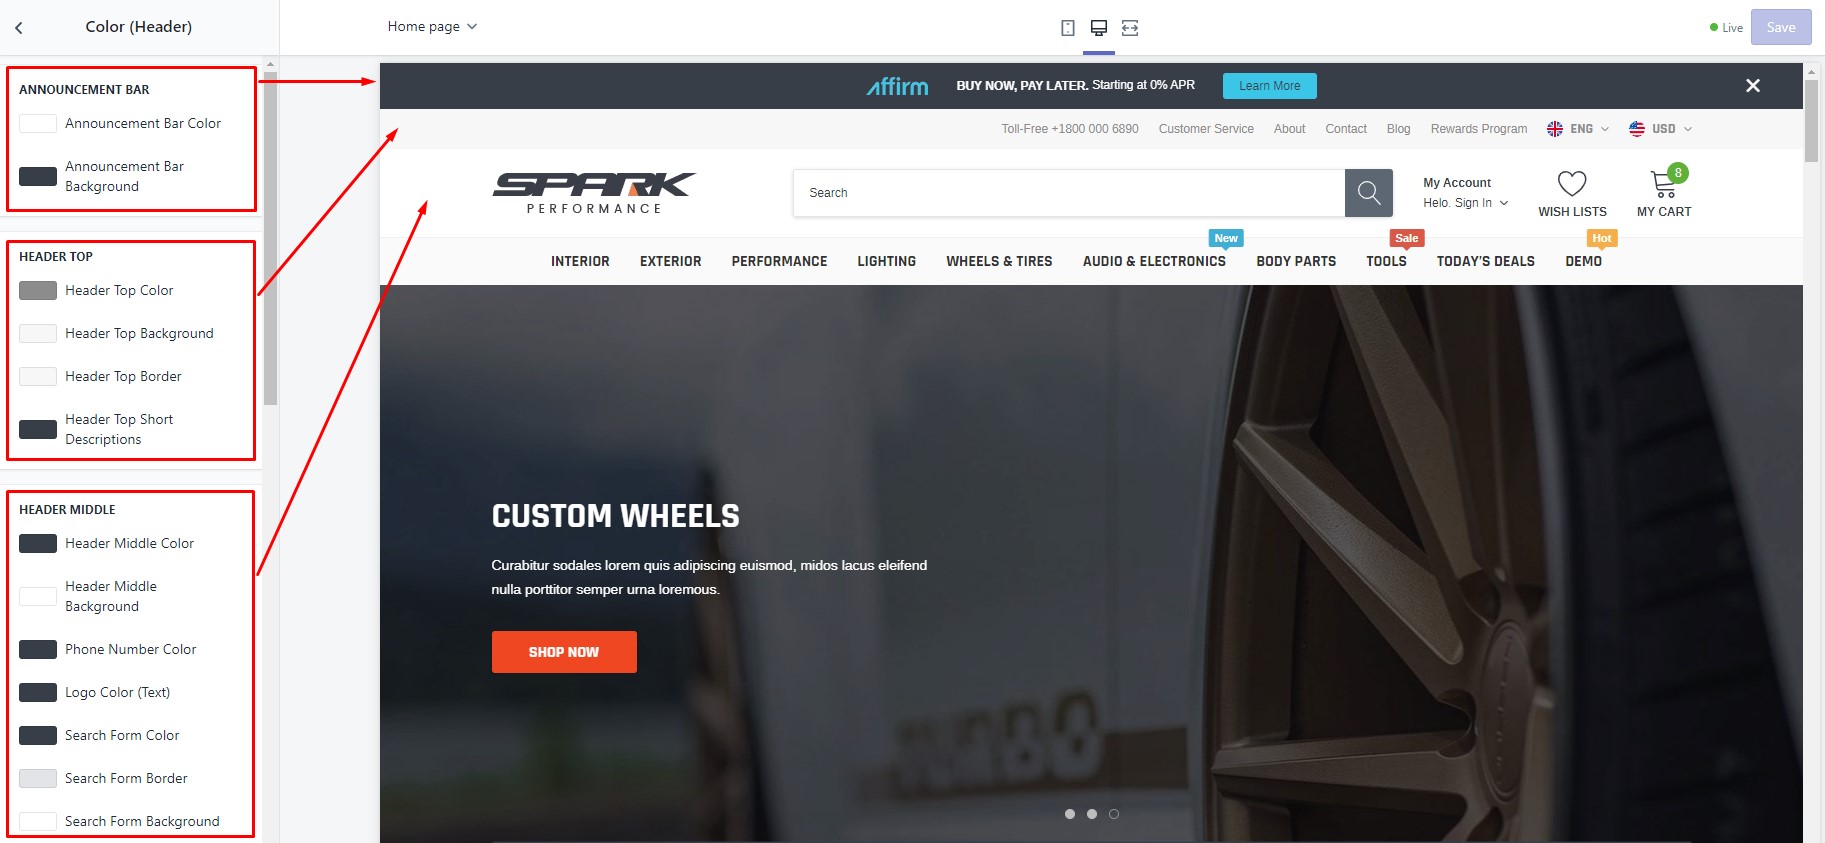 Color (Header)
Home page
Live
Save
ANNOUNCEMENT BAR
Announcement Bar Color
Announcement Bar
Background
HEADER TOP
Header Top Color
Header Top Background
Header Top Border
Header Top Short
Descriptions
HEADER MIDDLE
Header Middle Color
Header Middle
Background
Phone Number Color
Logo Color (Text)
Search Form Color
Search Form Border
Search Form Background
affirm BUY NOW, PAY LATER. Starting at 0% APR Learn More
Toll-Free +1800 000 6890 Customer Service About Contact Blog Rewards Program ENG USD
SPARK
PERFORMANCE
Search
My Account
Helo. Sign In
WISH LISTS
8
MY CART
New Sale Hot
INTERIOR EXTERIOR PERFORMANCE LIGHTING WHEELS & TIRES AUDIO & ELECTRONICS BODY PARTS TOOLS TODAY'S DEALS DEMO
CUSTOM WHEELS
Curabitur sodales lorem quis adipiscing euismod, midos lacus eleifend
nulla porttitor semper urna loremous.
SHOP NOW